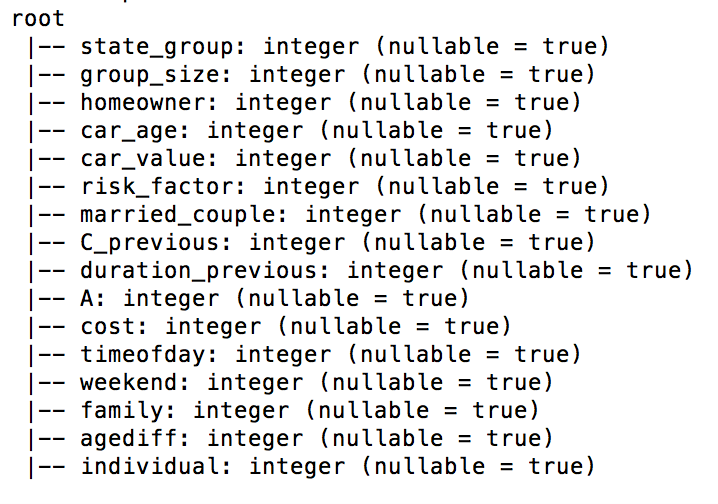 root
 |-- state_group: integer (nullable = true)
 |-- group_size: integer (nullable = true)
 |-- homeowner: integer (nullable = true)
 |-- car_age: integer (nullable = true)
 |-- car_value: integer (nullable = true)
 |-- risk_factor: integer (nullable = true)
 |-- married_couple: integer (nullable = true)
 |-- C_previous: integer (nullable = true)
 |-- duration_previous: integer (nullable = true)
 |-- A: integer (nullable = true)
 |-- cost: integer (nullable = true)
 |-- timeofday: integer (nullable = true)
 |-- weekend: integer (nullable = true)
 |-- family: integer (nullable = true)
 |-- agediff: integer (nullable = true)
 |-- individual: integer (nullable = true)